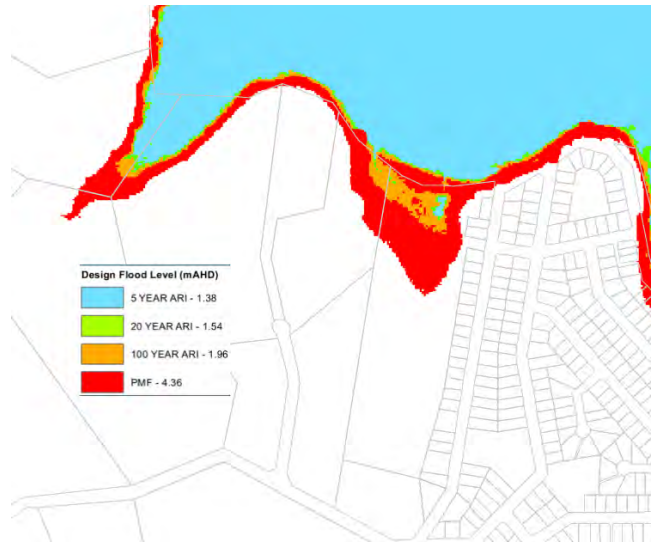 Design Flood Level (mAHD)
5 YEAR ARI - 1.38
20 YEAR ARI - 1.54
100 YEAR ARI - 1.96
PMF - 4.36